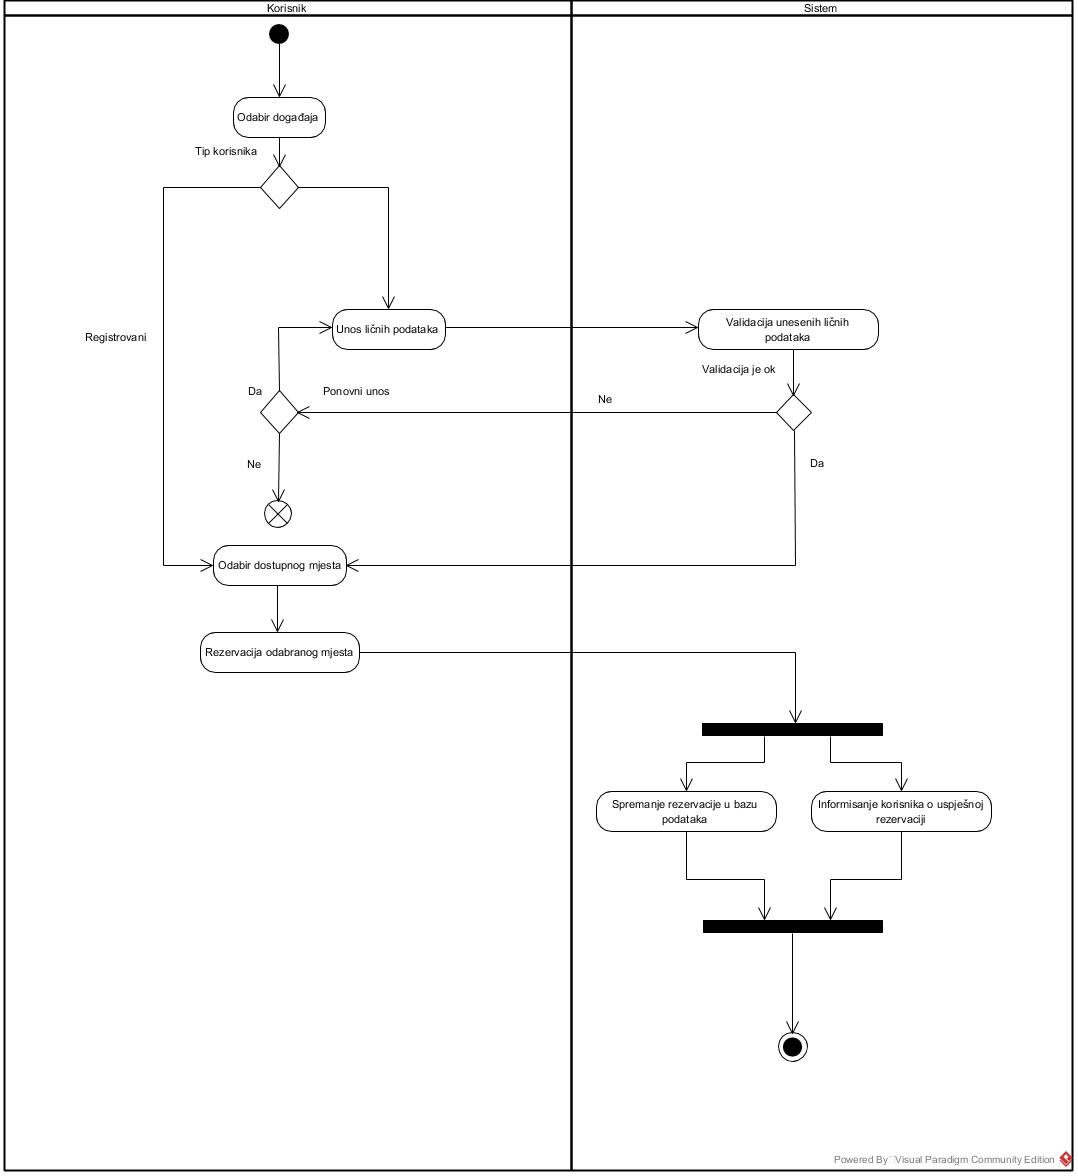 Korisnik
Sistem
Odabir događaja
Tip korisnika
Registrovani
Unos ličnih podataka
Validacija unesenih ličnih
podataka
Validacija je ok
Da
Ponovni unos
Ne
Ne
Da
Odabir dostupnog mjesta
Rezervacija odabranog mjesta
Spremanje rezervacije u bazu
podataka
Informisanje korisnika o uspješnoj
rezervaciji
Powered By Visual Paradigm Community Edition